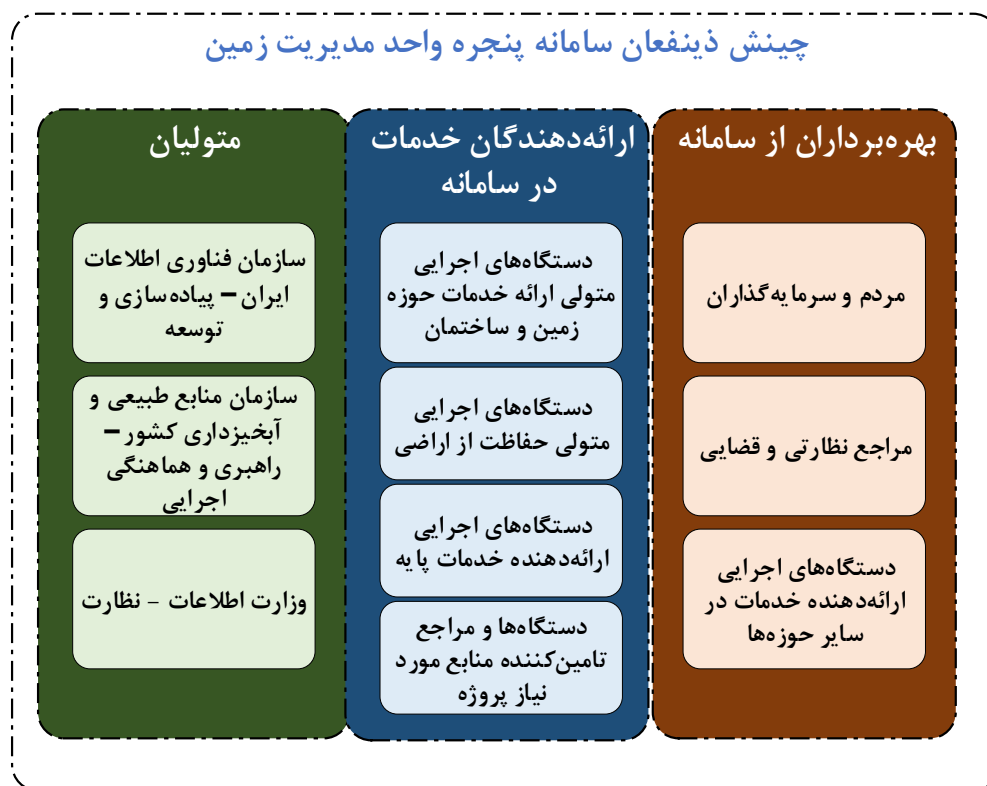 چینش ذینفعان سامانه پنجره واحد مدیریت زمین
بهره‌برداران از سامانه
مردم و سرمایه‌گذاران
مراجع نظارتی و قضایی
دستگاه‌های اجرایی
ارائه‌دهنده خدمات در
سایر حوزه‌ها
ارائه‌دهندگان خدمات
در سامانه
دستگاه‌های اجرایی
متولی ارائه خدمات حوزه
زمین و ساختمان
دستگاه‌های اجرایی
متولی حفاظت از اراضی
دستگاه‌های اجرایی
ارائه‌دهنده خدمات پایه
دستگاه‌ها و مراجع
تامین‌کننده منابع مورد
نیاز پروژه
متولیان
سازمان فناوری اطلاعات
ایران – پیاده‌سازی و
توسعه
سازمان منابع طبیعی و
آبخیزداری کشور –
راهبری و هماهنگی
اجرایی
وزارت اطلاعات - نظارت